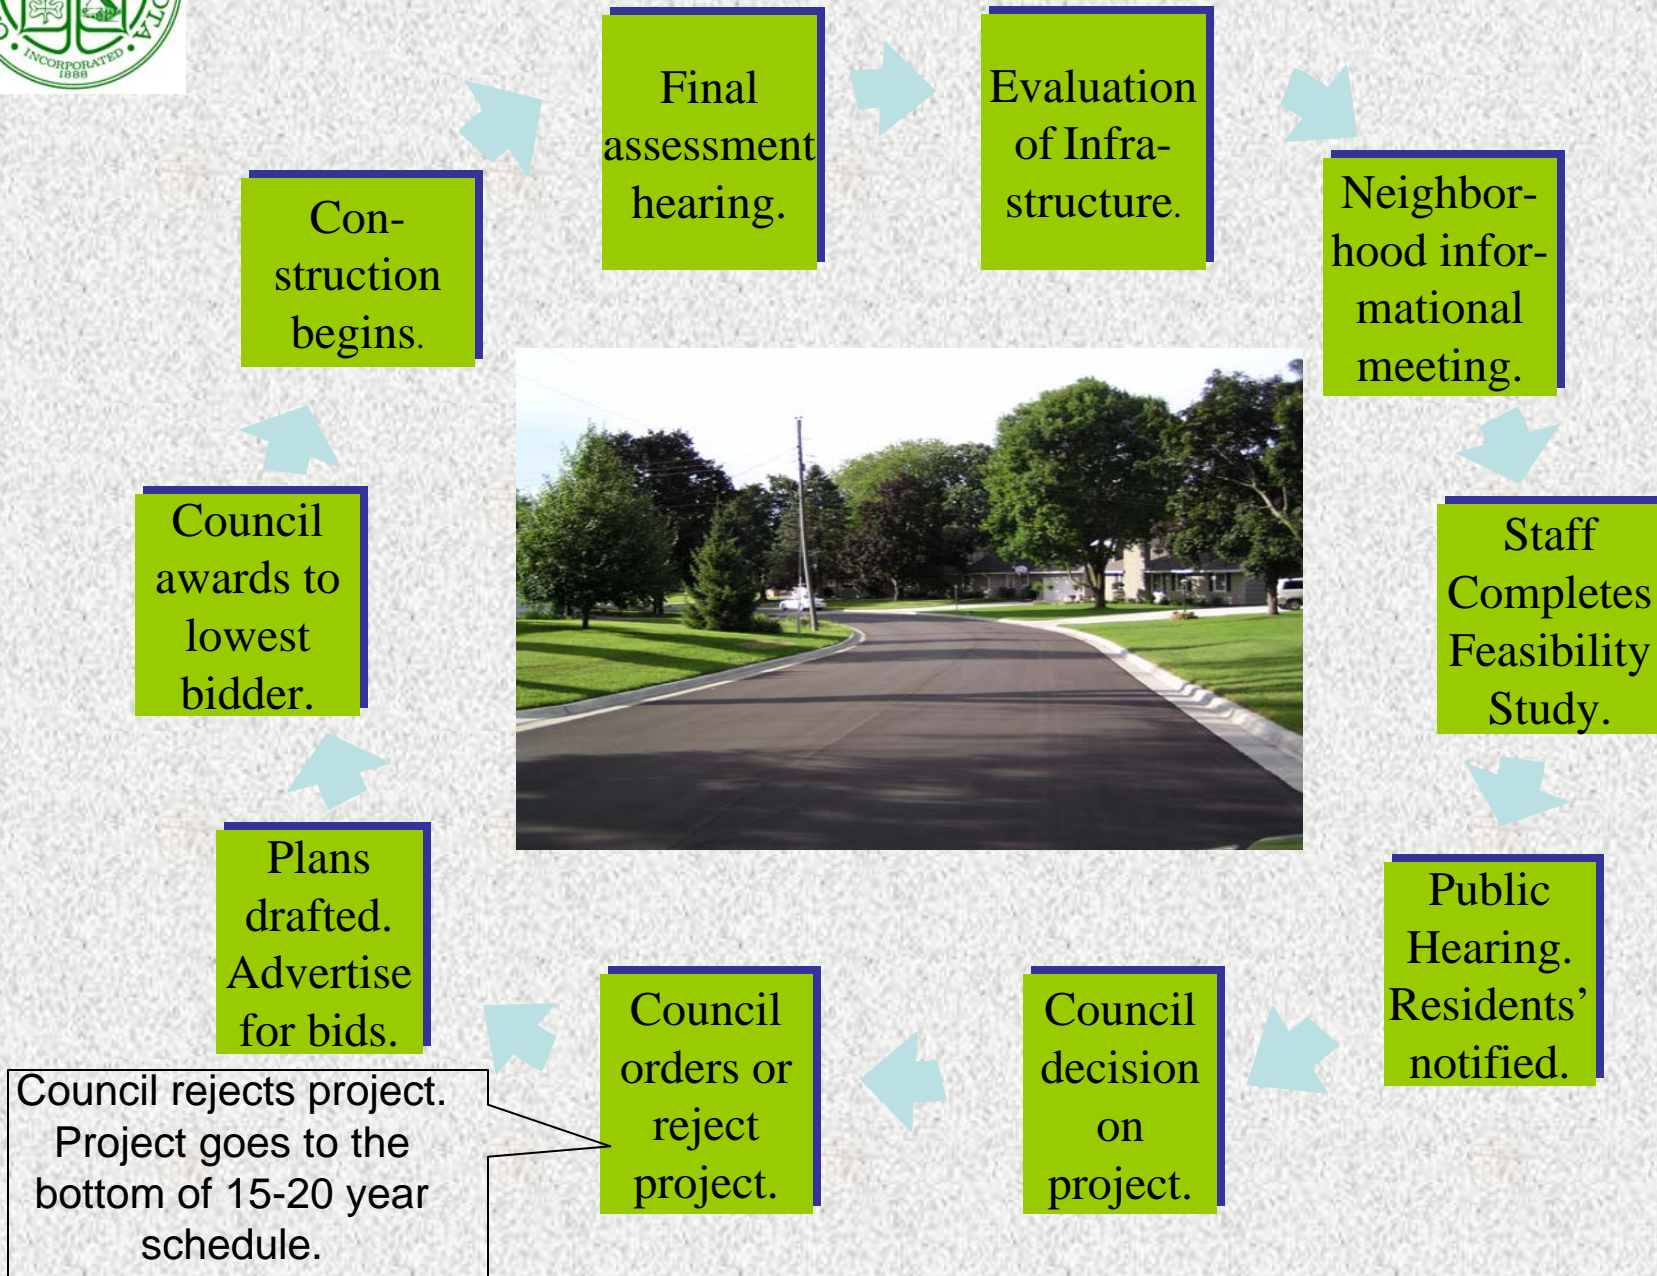 OTA
INCORPORATED
1888
Final
assessment
hearing.
Evaluation
of Infra-
structure.
Neighbor-
hood infor-
mational
meeting.
Staff
Completes
Feasibility
Study.
Public
Hearing.
Residents’
notified.
Council
decision
on
project.
Council
orders or
reject
project.
Council rejects project.
Project goes to the
bottom of 15-20 year
schedule.
Plans
drafted.
Advertise
for bids.
Council
awards to
lowest
bidder.
Con-
struction
begins.